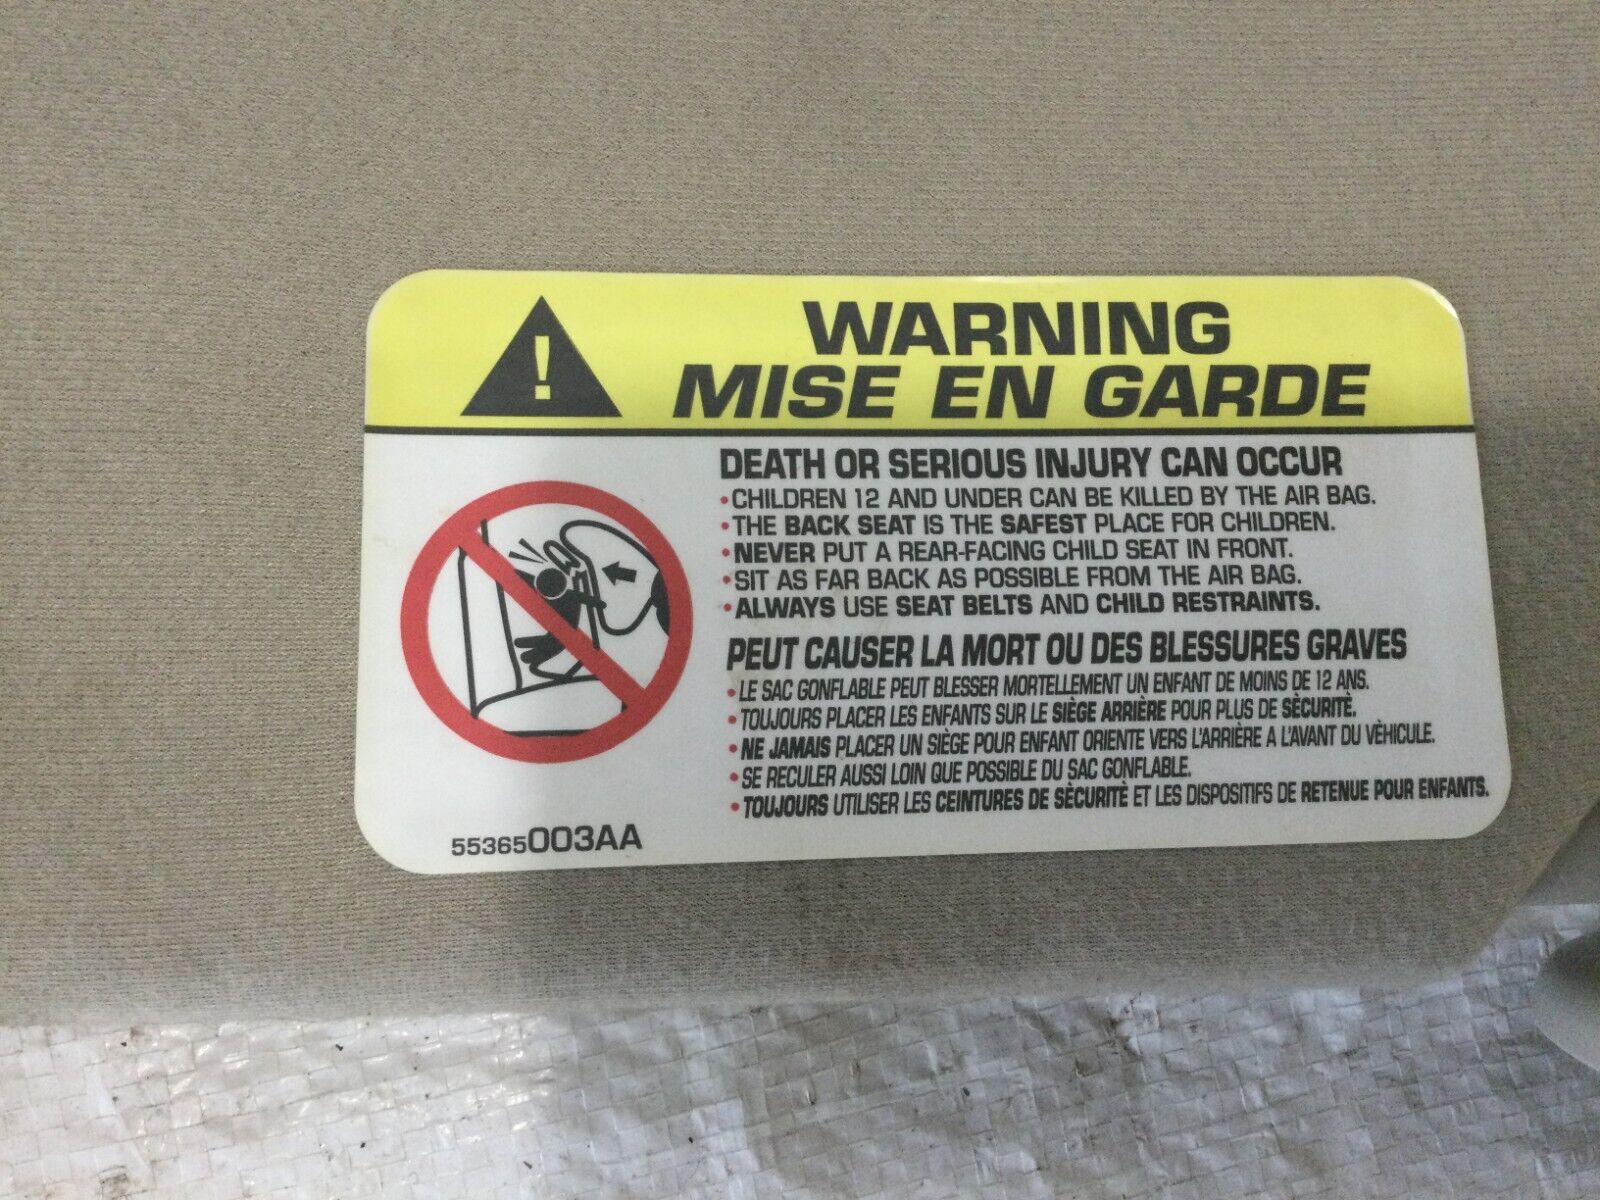 !
WARNING
MISE EN GARDE
DEATH OR SERIOUS INJURY CAN OCCUR
•CHILDREN 12 AND UNDER CAN BE KILLED BY THE AIR BAG.
•THE BACK SEAT IS THE SAFEST PLACE FOR CHILDREN.
•NEVER PUT A REAR-FACING CHILD SEAT IN FRONT.
•SIT AS FAR BACK AS POSSIBLE FROM THE AIR BAG.
•ALWAYS USE SEAT BELTS AND CHILD RESTRAINTS.
PEUT CAUSER LA MORT OU DES BLESSURES GRAVES
•LE SAC GONFLABLE PEUT BLESSER MORTELLEMENT UN ENFANT DE MOINS DE 12 ANS.
•TOUJOURS PLACER LES ENFANTS SUR LE SIÈGE ARRIÈRE POUR PLUS DE SÈCURITÈ.
•NE JAMAIS PLACER UN SIÈGE POUR ENFANT ORIENTE VERS L'ARRIÈRE A L'AVANT DU VÈHICULE.
•SE RECULER AUSSI LOIN QUE POSSIBLE DU SAC GONFLABLE.
•TOUJOURS UTILISER LES CEINTURES DE SÈCURITÈ ET LES DISPOSITIFS DE RETENUE POUR ENFANTS.
55365003AA